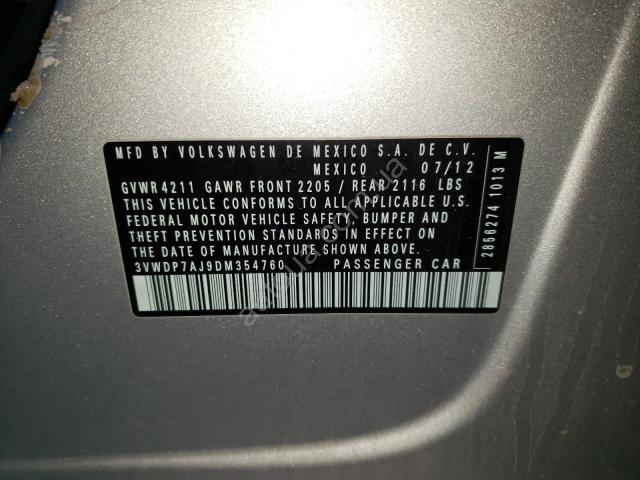 MFD BY VOLKSWAGEN DE MEXICO S.A. DE C.V.
MEXICO 07/12
GVWR 4211 GAWR FRONT 2205 / REAR 2116 LBS
THIS VEHICLE CONFORMS TO ALL APPLICABLE U.S.
FEDERAL MOTOR VEHICLE SAFETY, BUMPER AND
THEFT PREVENTION STANDARDS IN EFFECT ON
THE DATE OF MANUFACTURE SHOWN ABOVE.
3VWDP7AJ9DM354760 PASSENGER CAR
2856274 1013 M